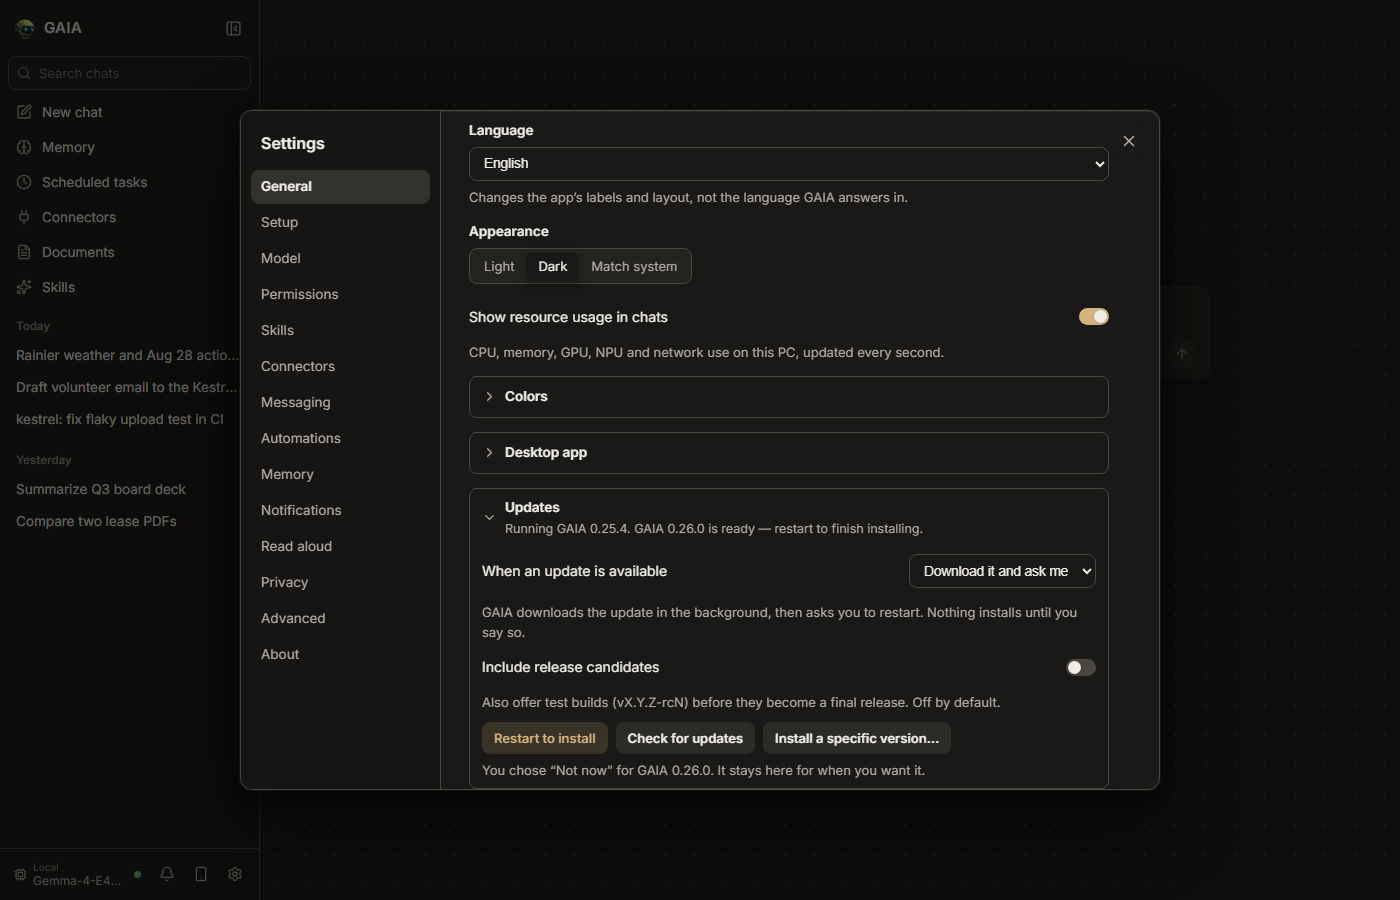 GAIA
Search chats
New chat
Memory
Scheduled tasks
Connectors
Documents
Skills
Today
Rainier weather and Aug 28 actio...
Draft volunteer email to the Kestr...
kestrel: fix flaky upload test in CI
Yesterday
Summarize Q3 board deck
Compare two lease PDFs
Local
Gemma-4-E4...
Settings
General
Setup
Model
Permissions
Skills
Connectors
Messaging
Automations
Memory
Notifications
Read aloud
Privacy
Advanced
About
Language
English
Changes the app’s labels and layout, not the language GAIA answers in.
Appearance
Light Dark Match system
Show resource usage in chats
CPU, memory, GPU, NPU and network use on this PC, updated every second.
Colors
Desktop app
Updates
Running GAIA 0.25.4. GAIA 0.26.0 is ready — restart to finish installing.
When an update is available Download it and ask me
GAIA downloads the update in the background, then asks you to restart. Nothing installs until you
say so.
Include release candidates
Also offer test builds (vX.Y.Z-rcN) before they become a final release. Off by default.
Restart to install Check for updates Install a specific version...
You chose “Not now” for GAIA 0.26.0. It stays here for when you want it.